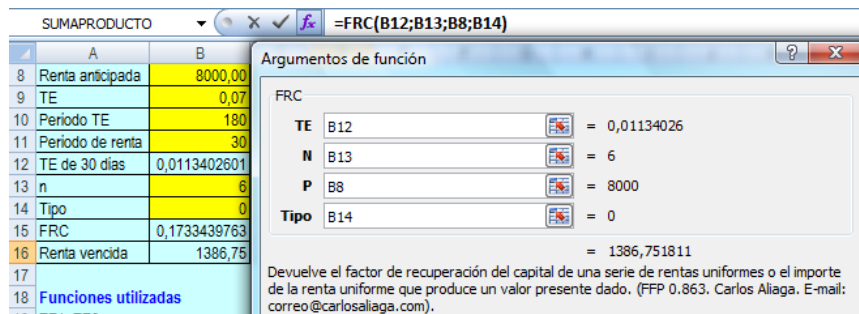 SUMAPRODUCTO fx =FRC(B12;B13;B8;B14)
A B
8 Renta anticipada 8000,00
9 TE 0,07
10 Periodo TE 180
11 Periodo de renta 30
12 TE de 30 dias 0,0113402601
13 n 6
14 Tipo 0
15 FRC 0,1733439763
16 Renta vencida 1386,75
17
18 Funciones utilizadas
Argumentos de función
FRC
TE B12 = 0,01134026
N B13 = 6
P B8 = 8000
Tipo B14 = 0
= 1386,751811
Devuelve el factor de recuperación del capital de una serie de rentas uniformes o el importe
de la renta uniforme que produce un valor presente dado. (FFP 0.863. Carlos Aliaga. E-mail:
correo@carlosaliaga.com).